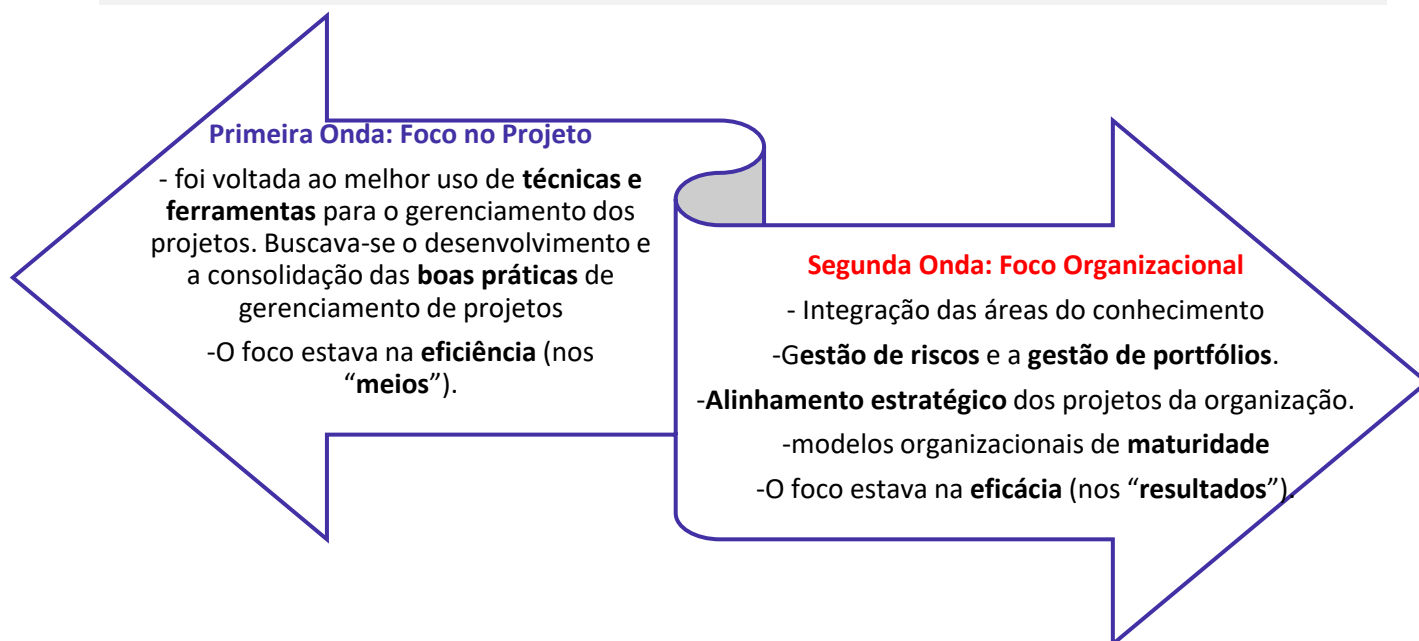 Primeira Onda: Foco no Projeto
- foi voltada ao melhor uso de técnicas e
ferramentas para o gerenciamento dos
projetos. Buscava-se o desenvolvimento e
a consolidação das boas práticas de
gerenciamento de projetos
-O foco estava na eficiência (nos
“meios”).
Segunda Onda: Foco Organizacional
- Integração das áreas do conhecimento
-Gestão de riscos e a gestão de portfólios.
-Alinhamento estratégico dos projetos da organização.
-modelos organizacionais de maturidade
-O foco estava na eficácia (nos “resultados”).